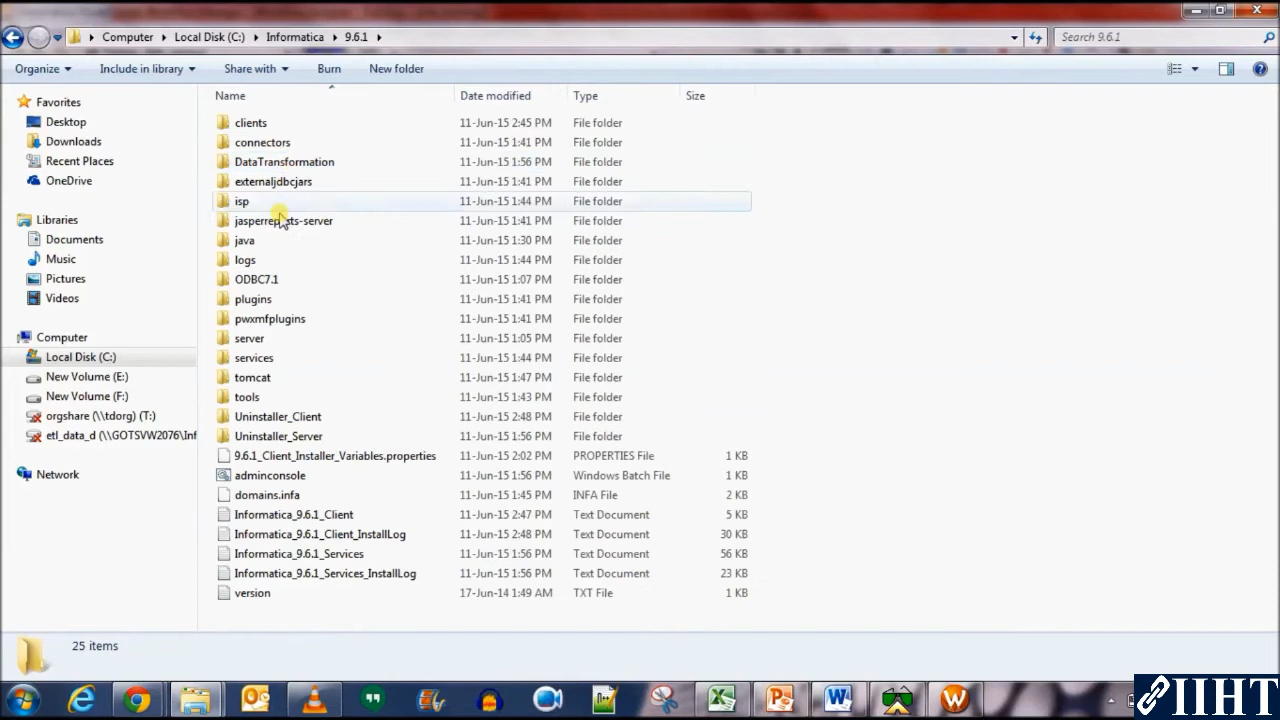 Computer Local Disk (C:) Informatica 9.6.1
Search 9.6.1
Organize Include in library Share with Burn New folder
Name Date modified Type Size
Favorites
Desktop
Downloads
Recent Places
OneDrive
Libraries
Documents
Music
Pictures
Videos
Computer
Local Disk (C:)
New Volume (E:)
New Volume (F:)
orgshare (\\tdorg) (T:)
etl_data_d (\\GOTSVW2076\Inf
Network
clients 11-Jun-15 2:45 PM File folder
connectors 11-Jun-15 1:41 PM File folder
DataTransformation 11-Jun-15 1:56 PM File folder
externaljdbcjars 11-Jun-15 1:41 PM File folder
isp 11-Jun-15 1:44 PM File folder
11-Jun-15 1:41 PM File folder
java 11-Jun-15 1:30 PM File folder
logs 11-Jun-15 1:44 PM File folder
ODBC7.1 11-Jun-15 1:07 PM File folder
plugins 11-Jun-15 1:41 PM File folder
pwxmfplugins 11-Jun-15 1:41 PM File folder
server 11-Jun-15 1:05 PM File folder
services 11-Jun-15 1:44 PM File folder
tomcat 11-Jun-15 1:47 PM File folder
tools 11-Jun-15 1:43 PM File folder
Uninstaller_Client 11-Jun-15 2:48 PM File folder
Uninstaller_Server 11-Jun-15 1:56 PM File folder
9.6.1_Client_Installer_Variables.properties 11-Jun-15 2:02 PM PROPERTIES File 1 KB
adminconsole 11-Jun-15 1:56 PM Windows Batch File 1 KB
domains.infa 11-Jun-15 1:45 PM INFA File 2 KB
Informatica_9.6.1_Client 11-Jun-15 2:47 PM Text Document 5 KB
Informatica_9.6.1_Client_InstallLog 11-Jun-15 2:48 PM Text Document 30 KB
Informatica_9.6.1_Services 11-Jun-15 1:56 PM Text Document 56 KB
Informatica_9.6.1_Services_InstallLog 11-Jun-15 1:56 PM Text Document 23 KB
version 17-Jun-14 1:49 AM TXT File 1 KB
25 items
IIHT